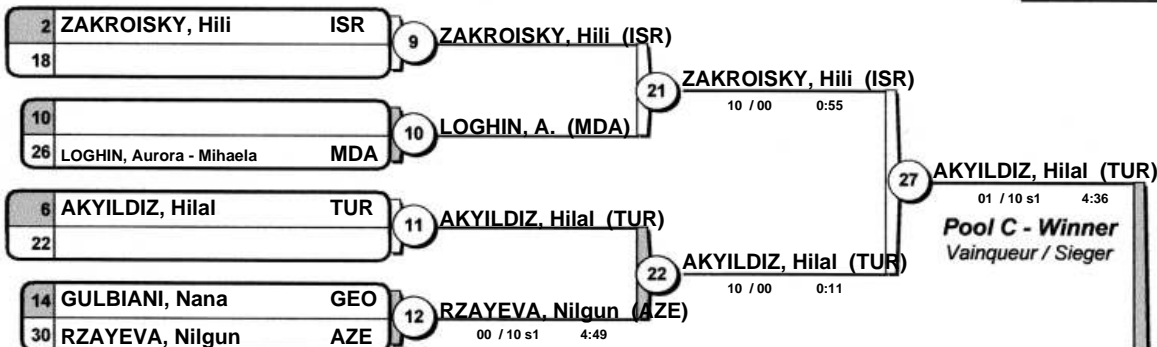 2 ZAKROISKY, Hili ISR
18
9 ZAKROISKY, Hili (ISR)
21 ZAKROISKY, Hili (ISR)
10 / 00 0:55
10
26 LOGHIN, Aurora - Mihaela MDA
10 LOGHIN, A. (MDA)
27 AKYILDIZ, Hilal (TUR)
01 / 10 s1 4:36
Pool C - Winner
Vainqueur / Sieger
6 AKYILDIZ, Hilal TUR
22
11 AKYILDIZ, Hilal (TUR)
22 AKYILDIZ, Hilal (TUR)
10 / 00 0:11
14 GULBIANI, Nana GEO
30 RZAYEVA, Nilgun AZE
12 RZAYEVA, Nilgun (AZE)
00 / 10 s1 4:49